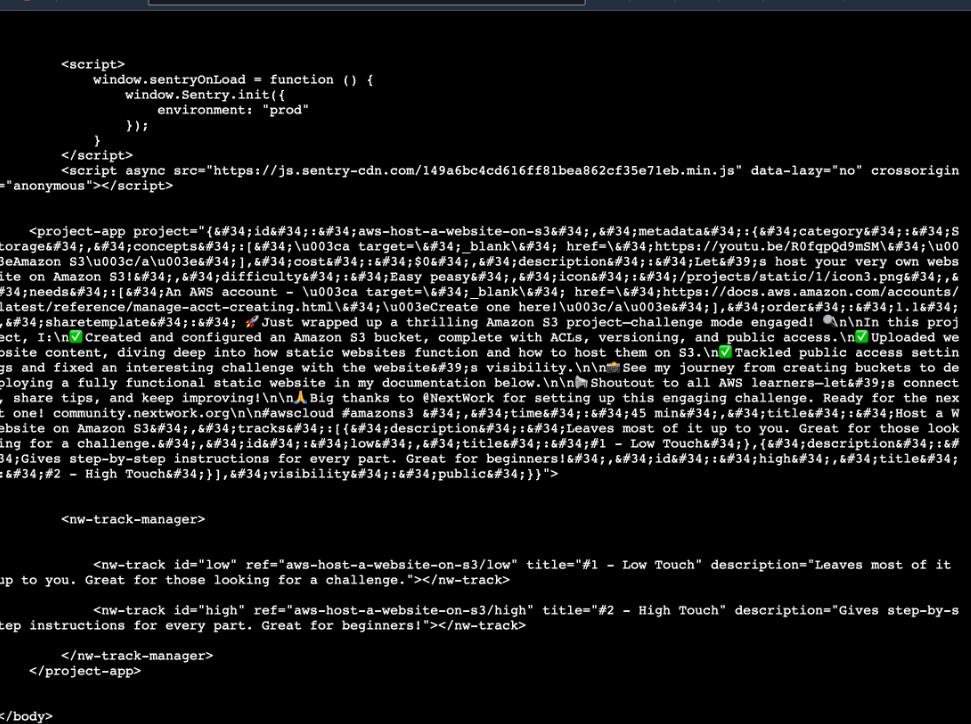 <script>
window.sentryOnLoad = function () {
window.Sentry.init({
environment: "prod"
});
}
</script>
<script async src="https://js.sentry-cdn.com/149a6bc4cd616ff81bea862cf35e71eb.min.js" data-lazy="no" crossorigin
="anonymous"></script>
<project-app project="{&#34;id&#34;:&#34;aws-host-a-website-on-s3&#34;,&#34;metadata&#34;:{&#34;category&#34;:&#34;S
torage&#34;,&#34;concepts&#34;:[&#34;\u003ca target=\&#34;_blank\&#34; href=\&#34;https://youtu.be/R0fqpQd9mSM\&#34;\u00
3eAmazon S3\u003c/a\u003e&#34;],&#34;cost&#34;:&#34;$0&#34;,&#34;description&#34;:&#34;Let&#39;s host your very own webs
ite on Amazon S3!&#34;,&#34;difficulty&#34;:&#34;Easy peasy&#34;,&#34;icon&#34;:&#34;/projects/static/1/icon3.png&#34;,&
#34;needs&#34;:[&#34;An AWS account - \u003ca target=\&#34;_blank\&#34; href=\&#34;https://docs.aws.amazon.com/accounts/
latest/reference/manage-acct-creating.html\&#34;\u003eCreate one here!\u003c/a\u003e&#34;],&#34;order&#34;:&#34;1.1&#34;
,&#34;sharetemplate&#34;:&#34; 🚀Just wrapped up a thrilling Amazon S3 project—challenge mode engaged! 🔍\n\nIn this proj
ect, I:\n✅Created and configured an Amazon S3 bucket, complete with ACLs, versioning, and public access.\n✅Uploaded we
bsite content, diving deep into how static websites function and how to host them on S3.\n✅Tackled public access settin
gs and fixed an interesting challenge with the website&#39;s visibility.\n\n📸See my journey from creating buckets to de
ploying a fully functional static website in my documentation below.\n\n📢Shoutout to all AWS learners—let&#39;s connect
, share tips, and keep improving!\n\n🙏Big thanks to @NextWork for setting up this engaging challenge. Ready for the nex
t one! community.nextwork.org\n\n\n#awscloud #amazons3 &#34;,&#34;time&#34;:&#34;45 min&#34;,&#34;title&#34;:&#34;Host a W
ebsite on Amazon S3&#34;,&#34;tracks&#34;:[{&#34;description&#34;:&#34;Leaves most of it up to you. Great for those look
ing for a challenge.&#34;,&#34;id&#34;:&#34;low&#34;,&#34;title&#34;:&#34;#1 - Low Touch&#34;},{&#34;description&#34;:&#
34;Gives step-by-step instructions for every part. Great for beginners!&#34;,&#34;id&#34;:&#34;high&#34;,&#34;title&#34;
:&#34;#2 - High Touch&#34;}],&#34;visibility&#34;:&#34;public&#34;}}">
<nw-track-manager>
<nw-track id="low" ref="aws-host-a-website-on-s3/low" title="#1 - Low Touch" description="Leaves most of it
up to you. Great for those looking for a challenge."></nw-track>
<nw-track id="high" ref="aws-host-a-website-on-s3/high" title="#2 - High Touch" description="Gives step-by-s
tep instructions for every part. Great for beginners!"></nw-track>
</nw-track-manager>
</project-app>
</body>